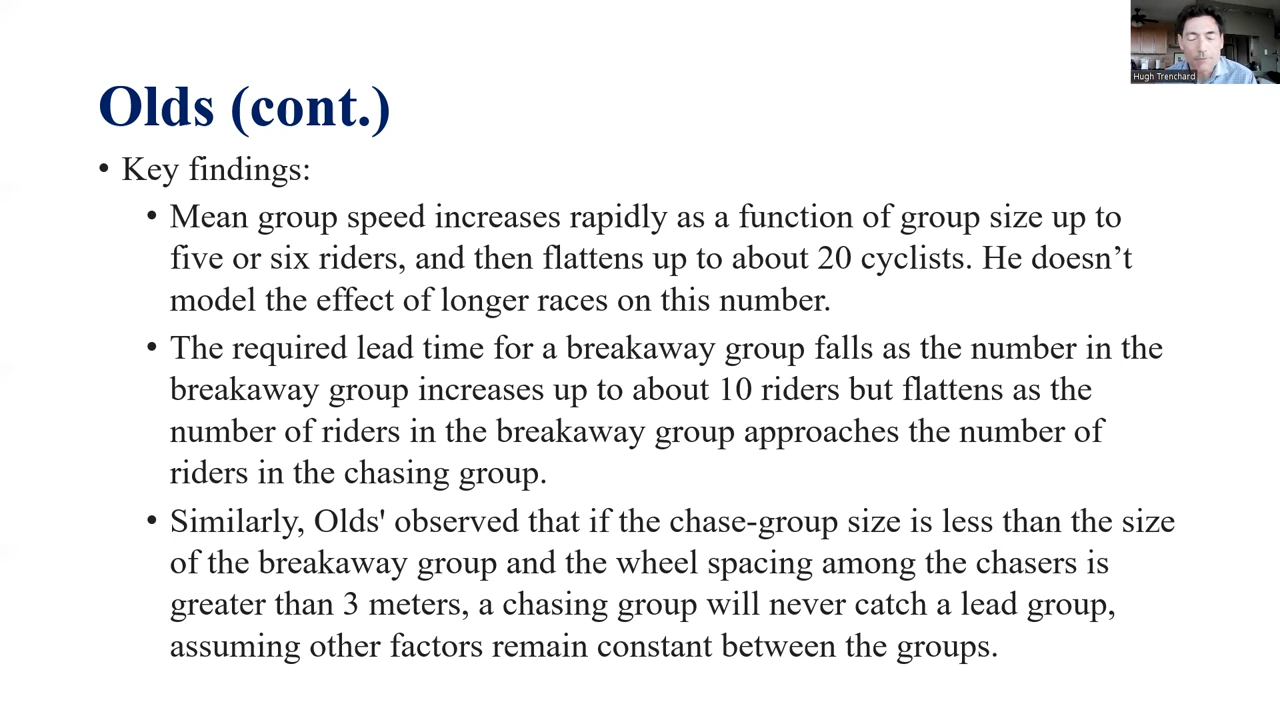 Hugh Trenchard
Olds (cont.)
• Key findings:
• Mean group speed increases rapidly as a function of group size up to
five or six riders, and then flattens up to about 20 cyclists. He doesn’t
model the effect of longer races on this number.
• The required lead time for a breakaway group falls as the number in the
breakaway group increases up to about 10 riders but flattens as the
number of riders in the breakaway group approaches the number of
riders in the chasing group.
• Similarly, Olds' observed that if the chase-group size is less than the size
of the breakaway group and the wheel spacing among the chasers is
greater than 3 meters, a chasing group will never catch a lead group,
assuming other factors remain constant between the groups.